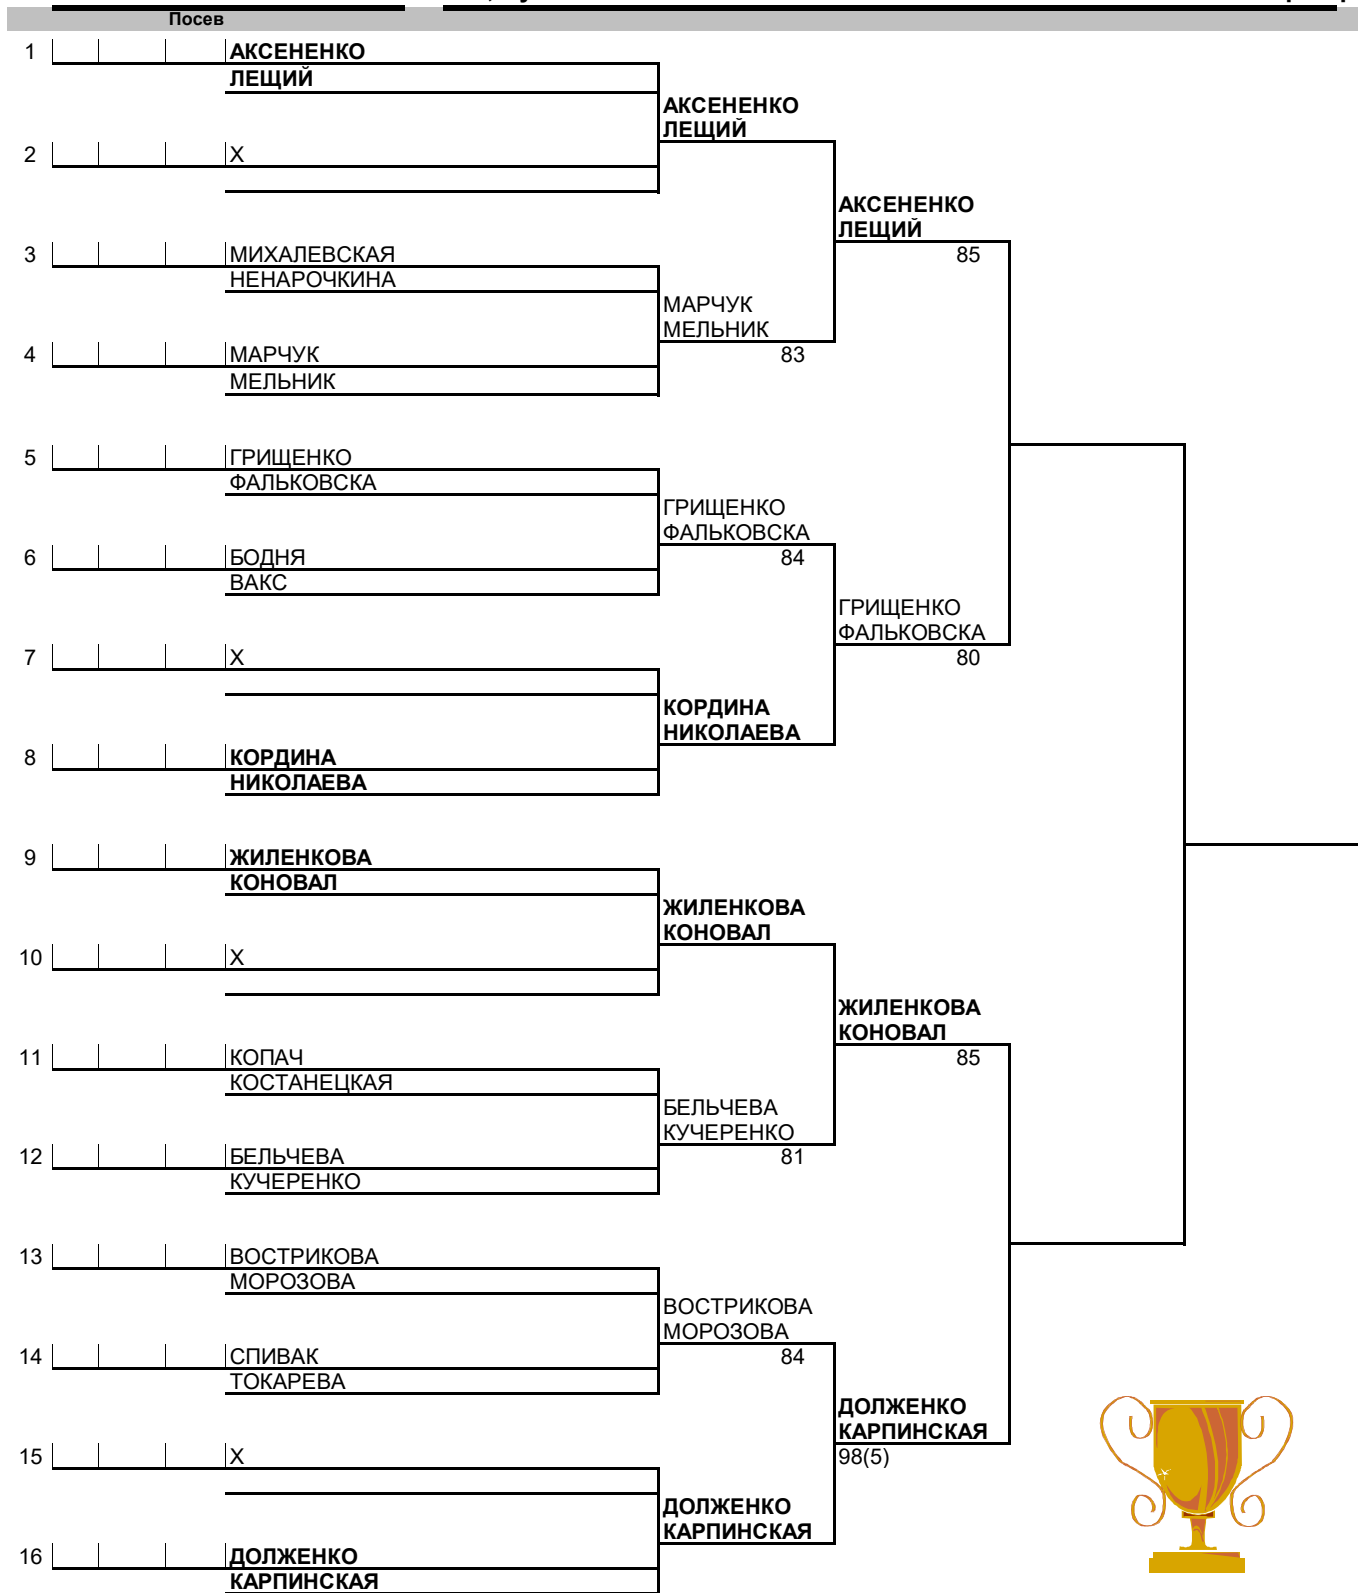 Посев
1 АКСЕНЕНКО
ЛЕЩИЙ
АКСЕНЕНКО
ЛЕЩИЙ
2 X
АКСЕНЕНКО
ЛЕЩИЙ
85
3 МИХАЛЕВСКАЯ
НЕНАРОЧКИНА
МАРЧУК
МЕЛЬНИК
83
4 МАРЧУК
МЕЛЬНИК
5 ГРИЩЕНКО
ФАЛЬКОВСКА
ГРИЩЕНКО
ФАЛЬКОВСКА
84
6 БОДНЯ
ВАКС
ГРИЩЕНКО
ФАЛЬКОВСКА
80
7 X
КОРДИНА
НИКОЛАЕВА
8 КОРДИНА
НИКОЛАЕВА
9 ЖИЛЕНКОВА
КОНОВАЛ
ЖИЛЕНКОВА
КОНОВАЛ
10 X
ЖИЛЕНКОВА
КОНОВАЛ
85
11 КОПАЧ
КОСТАНЕЦКАЯ
БЕЛЬЧЕВА
КУЧЕРЕНКО
81
12 БЕЛЬЧЕВА
КУЧЕРЕНКО
13 ВОСТРИКОВА
МОРОЗОВА
ВОСТРИКОВА
МОРОЗОВА
84
14 СПИВАК
ТОКАРЕВА
ДОЛЖЕНКО
КАРПИНСКАЯ
98(5)
15 X
ДОЛЖЕНКО
КАРПИНСКАЯ
16 ДОЛЖЕНКО
КАРПИНСКАЯ